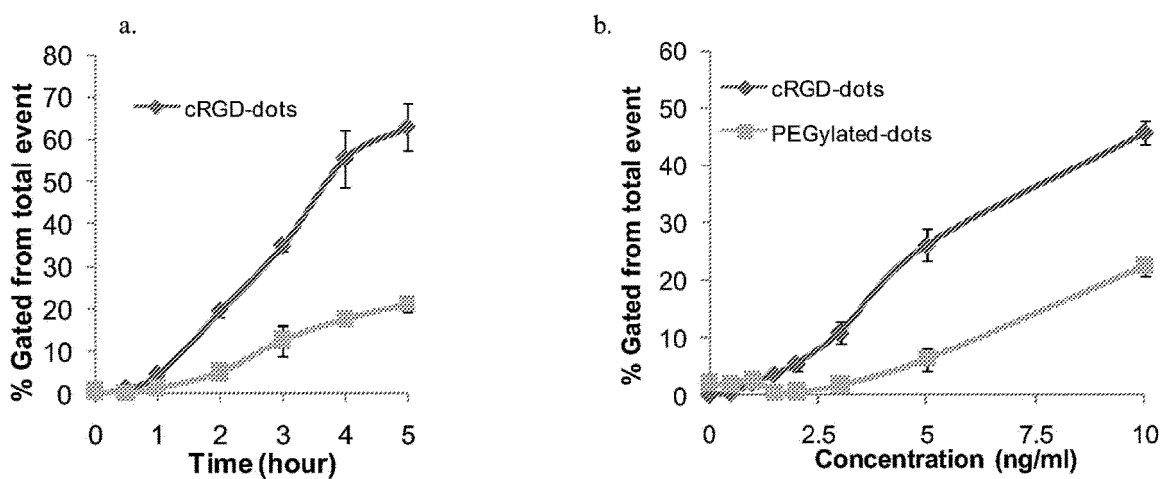 a.
% Gated from total event
80
70
60
50
40
30
20
10
0
cRGD-dots
0 1 2 3 4 5
Time (hour)
b.
% Gated from total event
60
50
40
30
20
10
0
cRGD-dots
PEGylated-dots
0 2.5 5 7.5 10
Concentration (ng/ml)